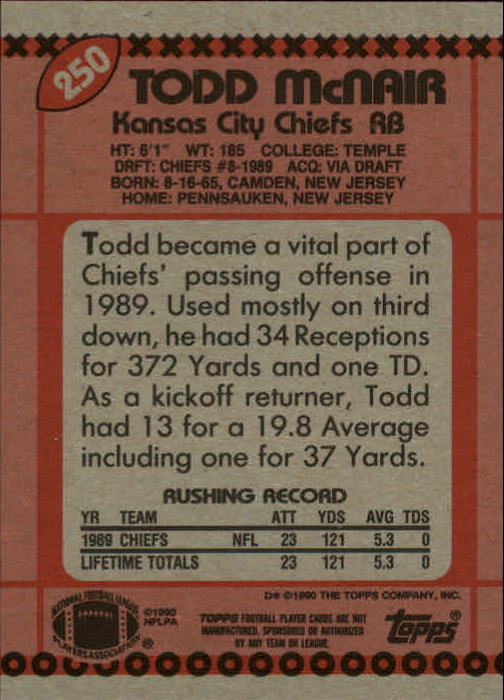 250
TODD McNAIR
Kansas City Chiefs RB
HT: 6'1" WT: 185 COLLEGE: TEMPLE
DRFT: CHIEFS #8-1989 ACQ: VIA DRAFT
BORN: 8-16-65, CAMDEN, NEW JERSEY
HOME: PENNSAUKEN, NEW JERSEY
Todd became a vital part of
Chiefs' passing offense in
1989. Used mostly on third
down, he had 34 Receptions
for 372 Yards and one TD.
As a kickoff returner, Todd
had 13 for a 19.8 Average
including one for 37 Yards.
RUSHING RECORD
YR TEAM ATT YDS AVG TDS
1989 CHIEFS NFL 23 121 5.3 0
LIFETIME TOTALS 23 121 5.3 0
D* ©1990 THE TOPPS COMPANY, INC.
NATIONAL FOOTBALL LEAGUE
PLAYERS ASSOCIATION ®
©1990
NFLPA
TOPPS FOOTBALL PLAYER CARDS ARE NOT
MANUFACTURED, SPONSORED OR AUTHORIZED
BY ANY TEAM OR LEAGUE.
topps®